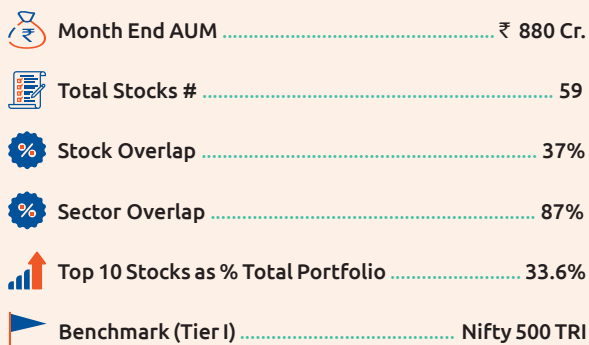 Month End AUM ........................................................ ₹ 880 Cr.
Total Stocks # ........................................................................ 59
Stock Overlap ..................................................................... 37%
Sector Overlap .................................................................... 87%
Top 10 Stocks as % Total Portfolio ........................... 33.6%
Benchmark (Tier I) ........................................... Nifty 500 TRI